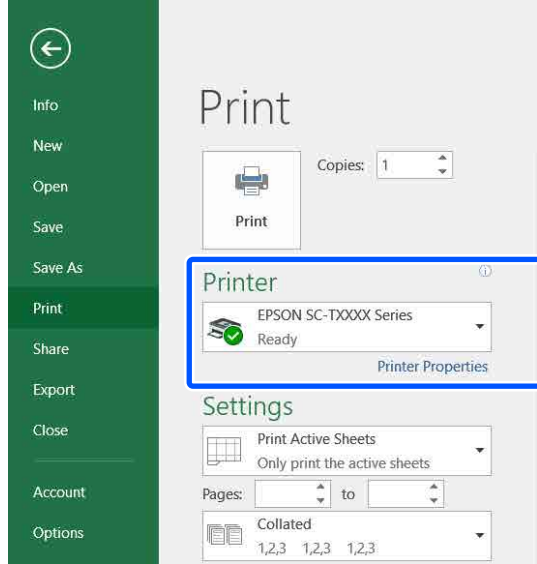 Info
New
Open
Save
Save As
Print
Share
Export
Close
Account
Options
Print
Copies: 1
Print
Printer
EPSON SC-TXXXX Series
Ready
Printer Properties
Settings
Print Active Sheets
Only print the active sheets
Pages: to
Collated
1,2,3 1,2,3 1,2,3